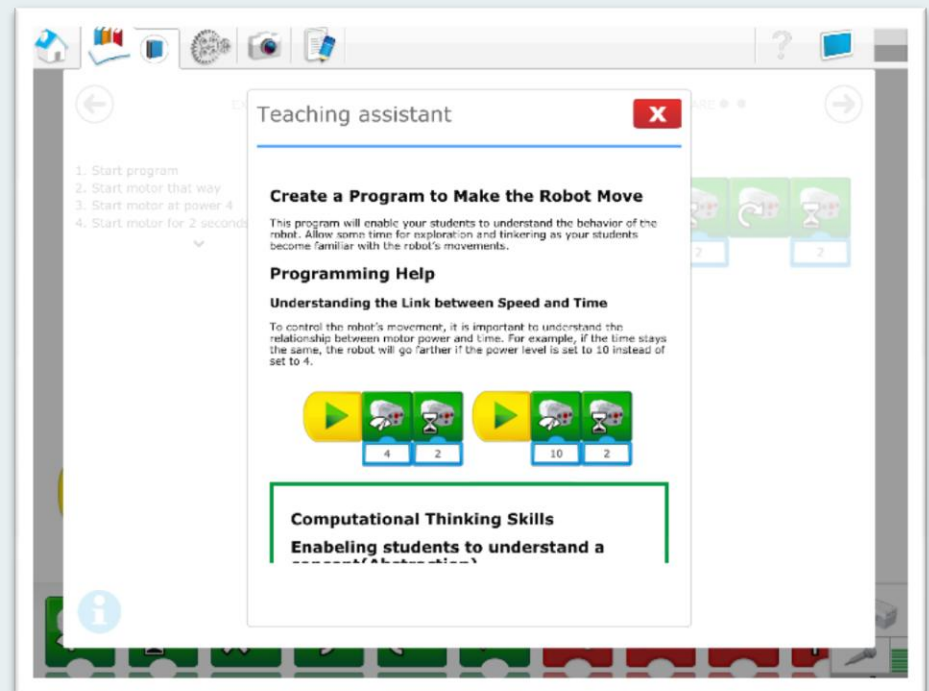 Teaching assistant
X
1. Start program
2. Start motor that way
3. Start motor at power 4
4. Start motor for 2 seconds
2
2
Create a Program to Make the Robot Move
This program will enable your students to understand the behavior of the
robot. Allow some time for exploration and tinkering as your students
become familiar with the robot's movements.
Programming Help
Understanding the Link between Speed and Time
To control the robot's movement, it is important to understand the
relationship between motor power and time. For example, if the time stays
the same, the robot will go farther if the power level is set to 10 instead of
set to 4.
4 2 10 2
Computational Thinking Skills
Enabeling students to understand a
concept(Abstraction)